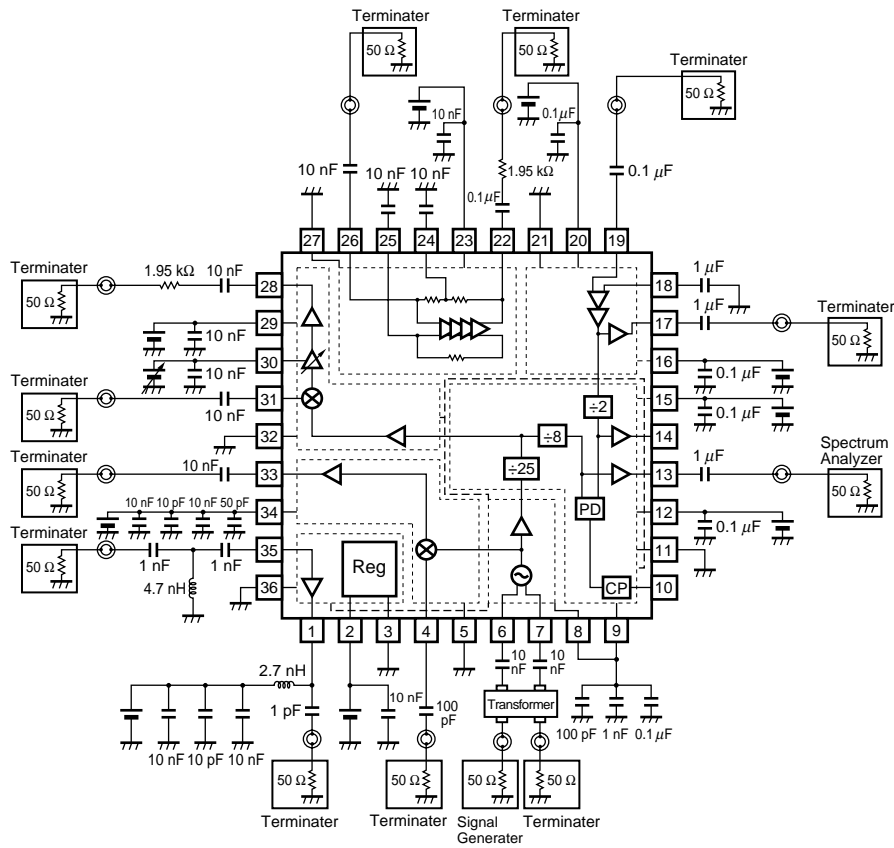 Terminater
50 Ω
Terminater
50 Ω
Terminater
50 Ω
10 nF
0.1μF
10 nF
10 nF
10 nF
10 nF
0.1μF
1.95 kΩ
0.1 μF
27
26
25
24
23
22
21
20
19
Terminater
50 Ω
1.95 kΩ
10 nF
28
10 nF
29
10 nF
30
Terminater
50 Ω
10 nF
31
32
Terminater
50 Ω
10 nF
33
10 nF
10 pF
10 nF
50 pF
34
Terminater
50 Ω
1 nF
1 nF
35
4.7 nH
36
÷2
÷8
÷25
PD
CP
Reg
18
1 μF
17
1 μF
Terminater
50 Ω
16
0.1 μF
15
0.1 μF
14
13
1 μF
Spectrum
Analyzer
50 Ω
12
0.1 μF
11
10
1
2
3
4
5
6
7
8
9
2.7 nH
1 pF
10 nF
10 pF
10 nF
10 nF
100
pF
10
nF
10
nF
Transformer
100 pF
1 nF
0.1μF
50 Ω
Terminater
50 Ω
Terminater
50 Ω
Signal
Generater
50 Ω
Terminater